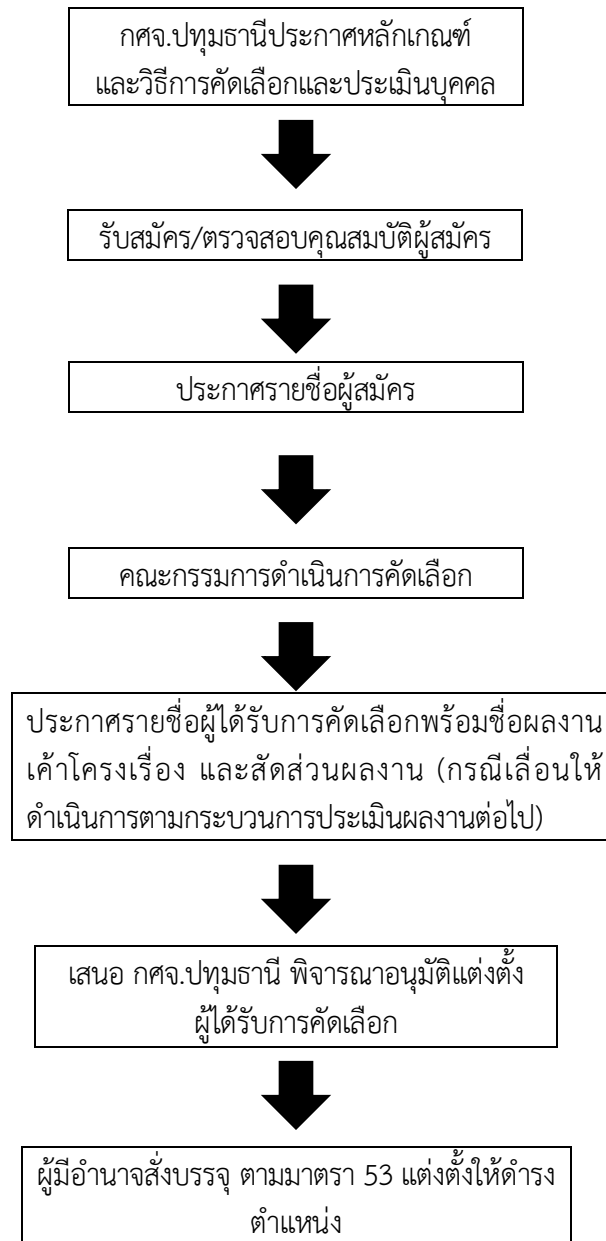 กศจ.ปทุมธานีประกาศหลักเกณฑ์
และวิธีการคัดเลือกและประเมินบุคคล
รับสมัคร/ตรวจสอบคุณสมบัติผู้สมัคร
ประกาศรายชื่อผู้สมัคร
คณะกรรมการดำเนินการคัดเลือก
ประกาศรายชื่อผู้ได้รับการคัดเลือกพร้อมชื่อผลงาน
เค้าโครงเรื่อง และสัดส่วนผลงาน (กรณีเลื่อนให้
ดำเนินการตามกระบวนการประเมินผลงานต่อไป)
เสนอ กศจ.ปทุมธานี พิจารณาอนุมัติแต่งตั้ง
ผู้ได้รับการคัดเลือก
ผู้มีอำนาจสั่งบรรจุ ตามมาตรา 53 แต่งตั้งให้ดำรง
ตำแหน่ง